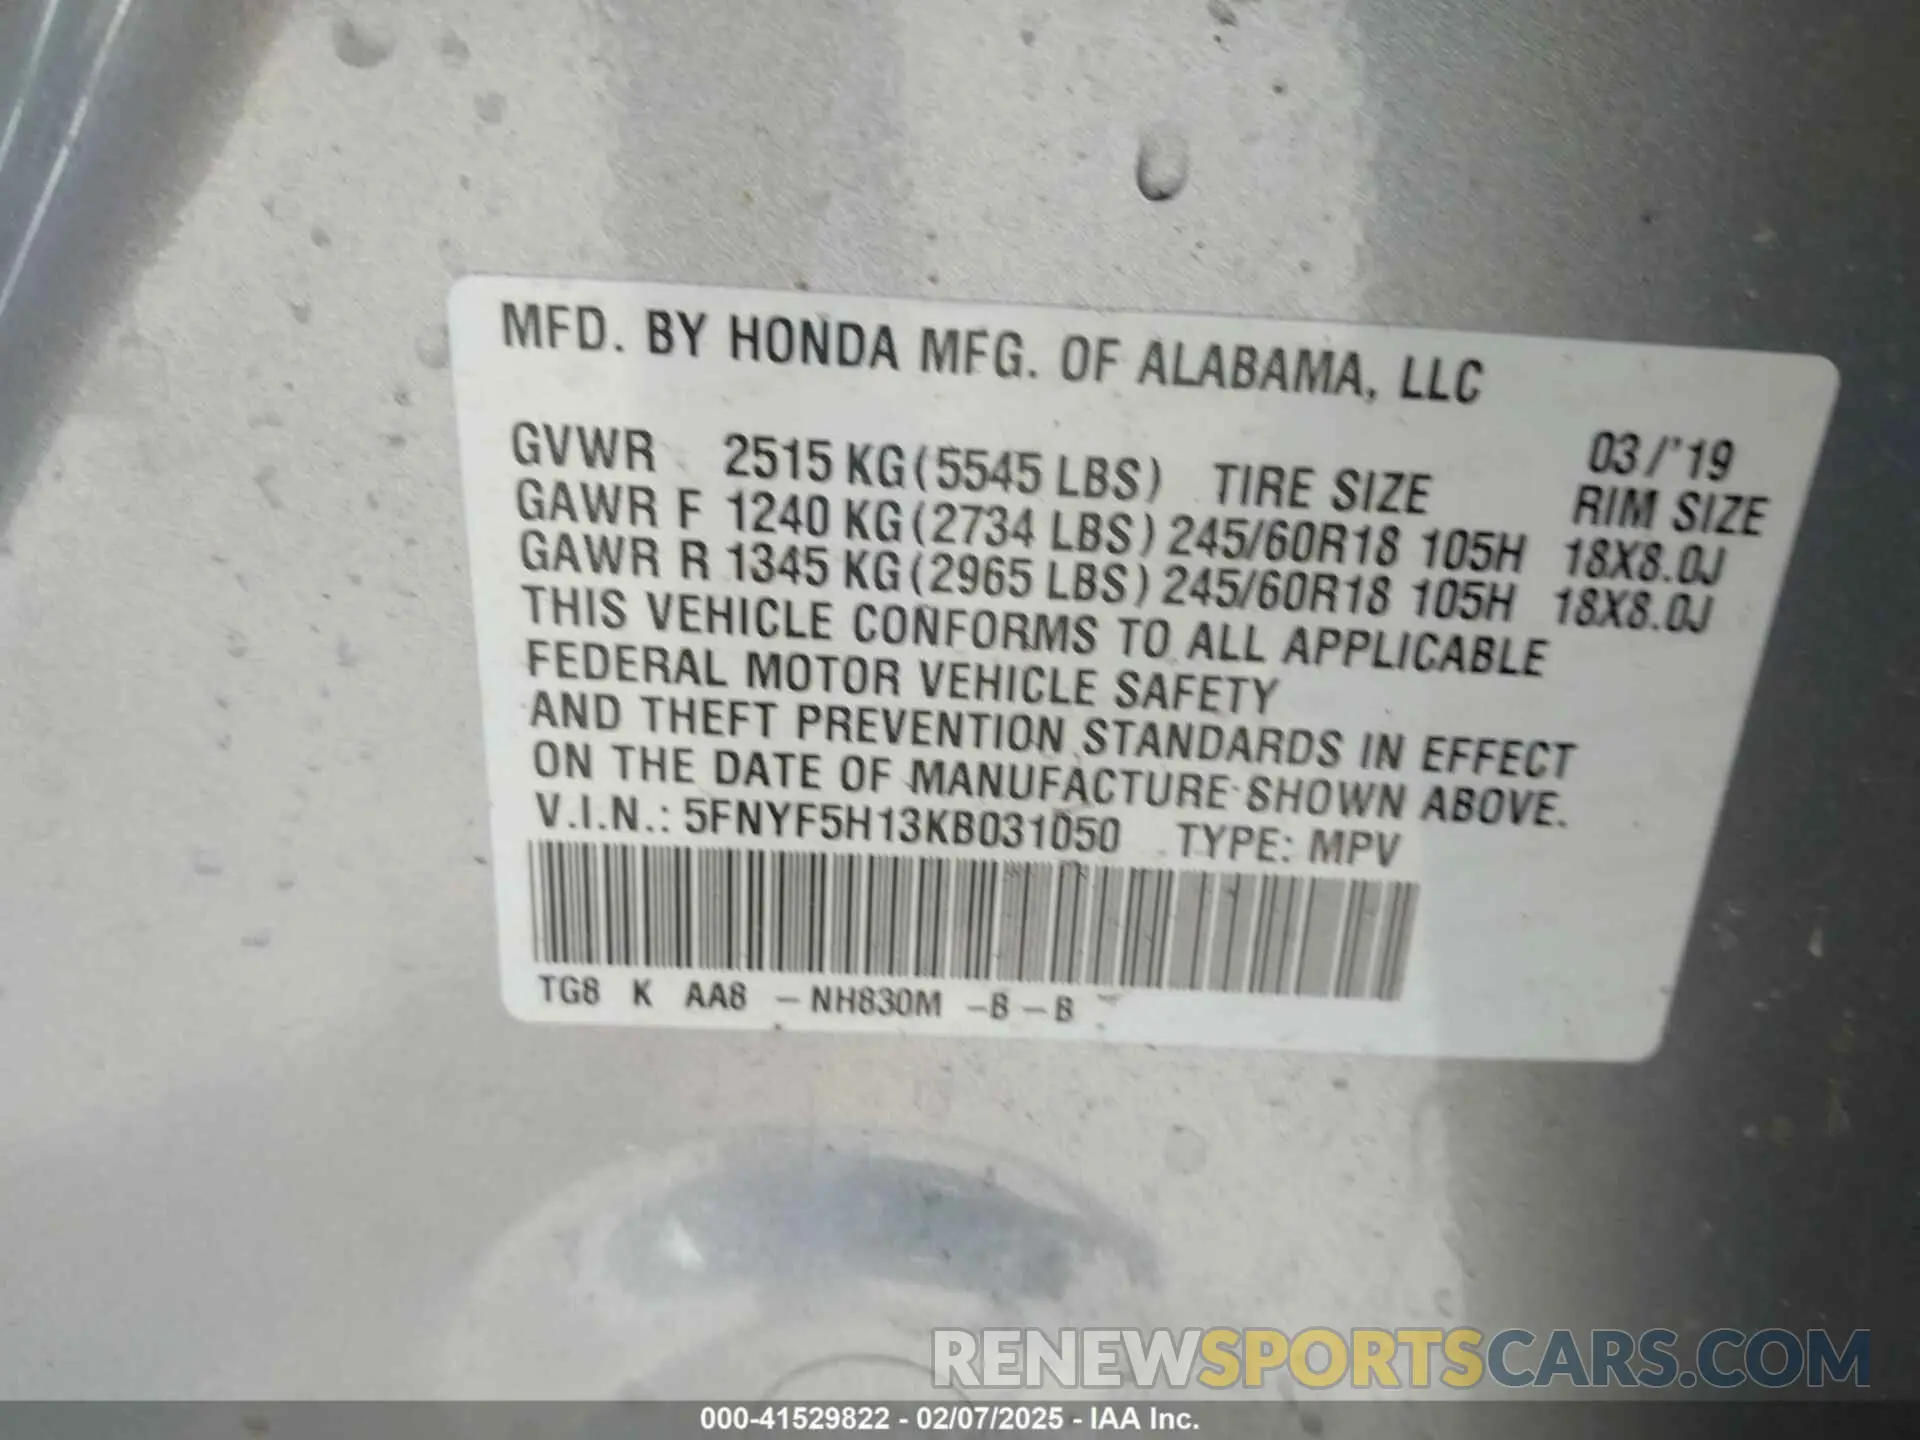 MFD. BY HONDA MFG. OF ALABAMA, LLC
03/'19
GVWR 2515 KG(5545 LBS) TIRE SIZE RIM SIZE
GAWR F 1240 KG(2734 LBS) 245/60R18 105H 18X8.0J
GAWR R 1345 KG(2965 LBS) 245/60R18 105H 18X8.0J
THIS VEHICLE CONFORMS TO ALL APPLICABLE
FEDERAL MOTOR VEHICLE SAFETY
AND THEFT PREVENTION STANDARDS IN EFFECT
ON THE DATE OF MANUFACTURE SHOWN ABOVE.
V.I.N.: 5FNYF5H13KB031050 TYPE: MPV
TG8 K AA8 -NH830M -B-B
RENEWSPORTSCARS.COM
000-41529822 - 02/07/2025 - IAA Inc.